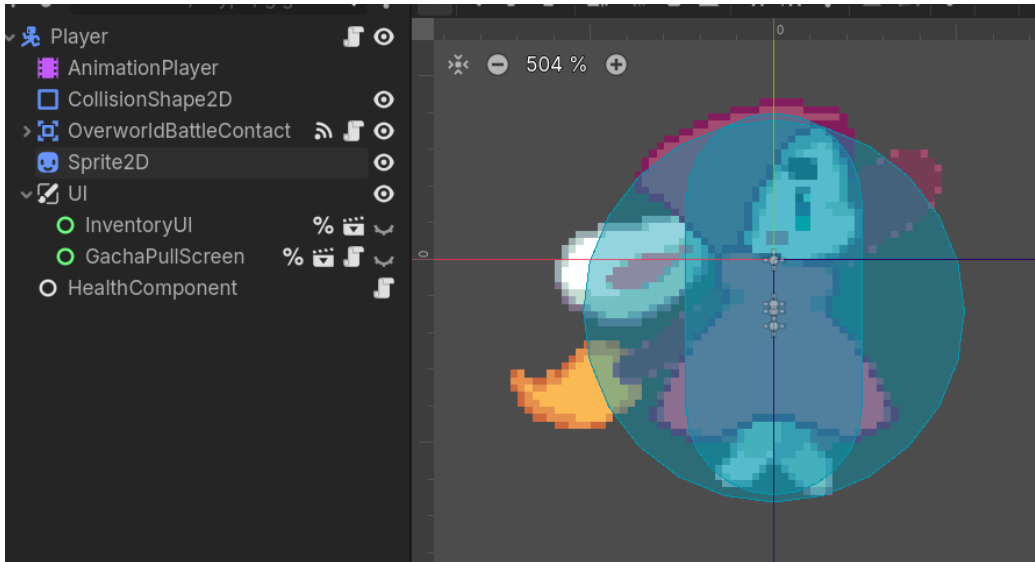 Player
AnimationPlayer
CollisionShape2D
OverworldBattleContact
Sprite2D
UI
InventoryUI %
GachaPullScreen %
HealthComponent
0
504 %
0